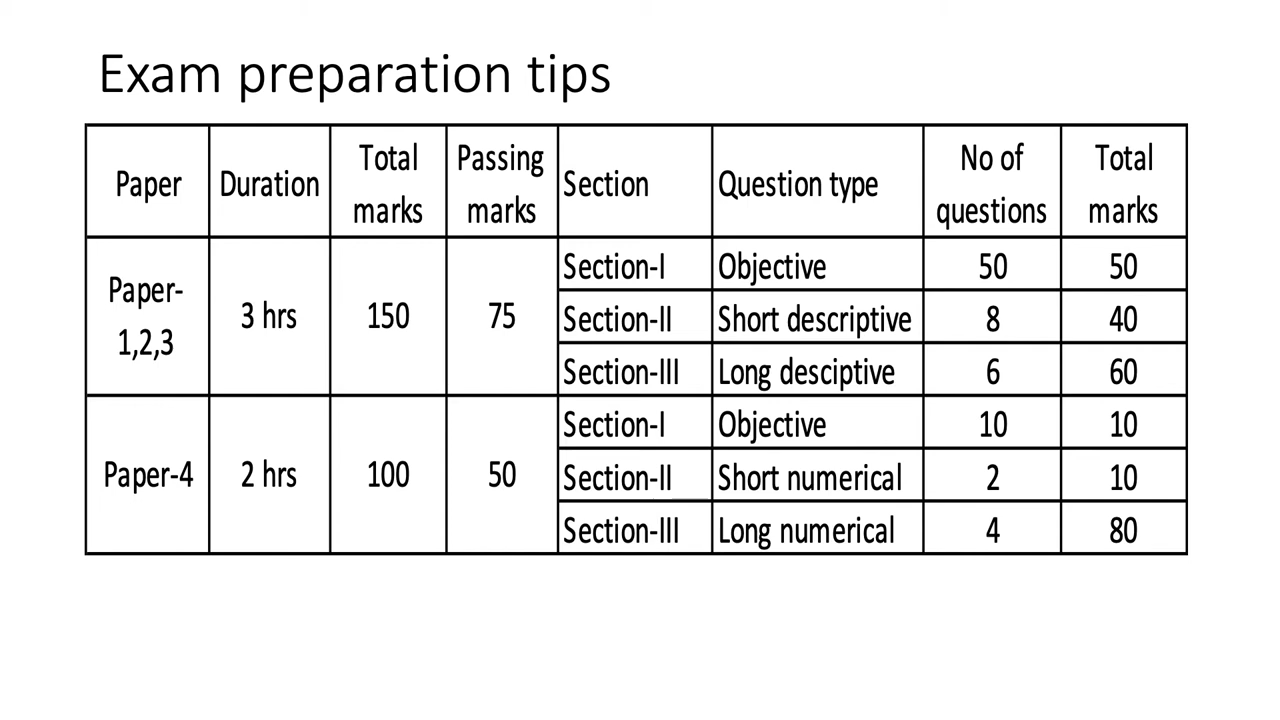 Exam preparation tips
Paper Duration Total marks Passing marks Section Question type No of questions Total marks
Paper-1,2,3 3 hrs 150 75 Section-I Objective 50 50
Section-II Short descriptive 8 40
Section-III Long desciptive 6 60
Paper-4 2 hrs 100 50 Section-I Objective 10 10
Section-II Short numerical 2 10
Section-III Long numerical 4 80